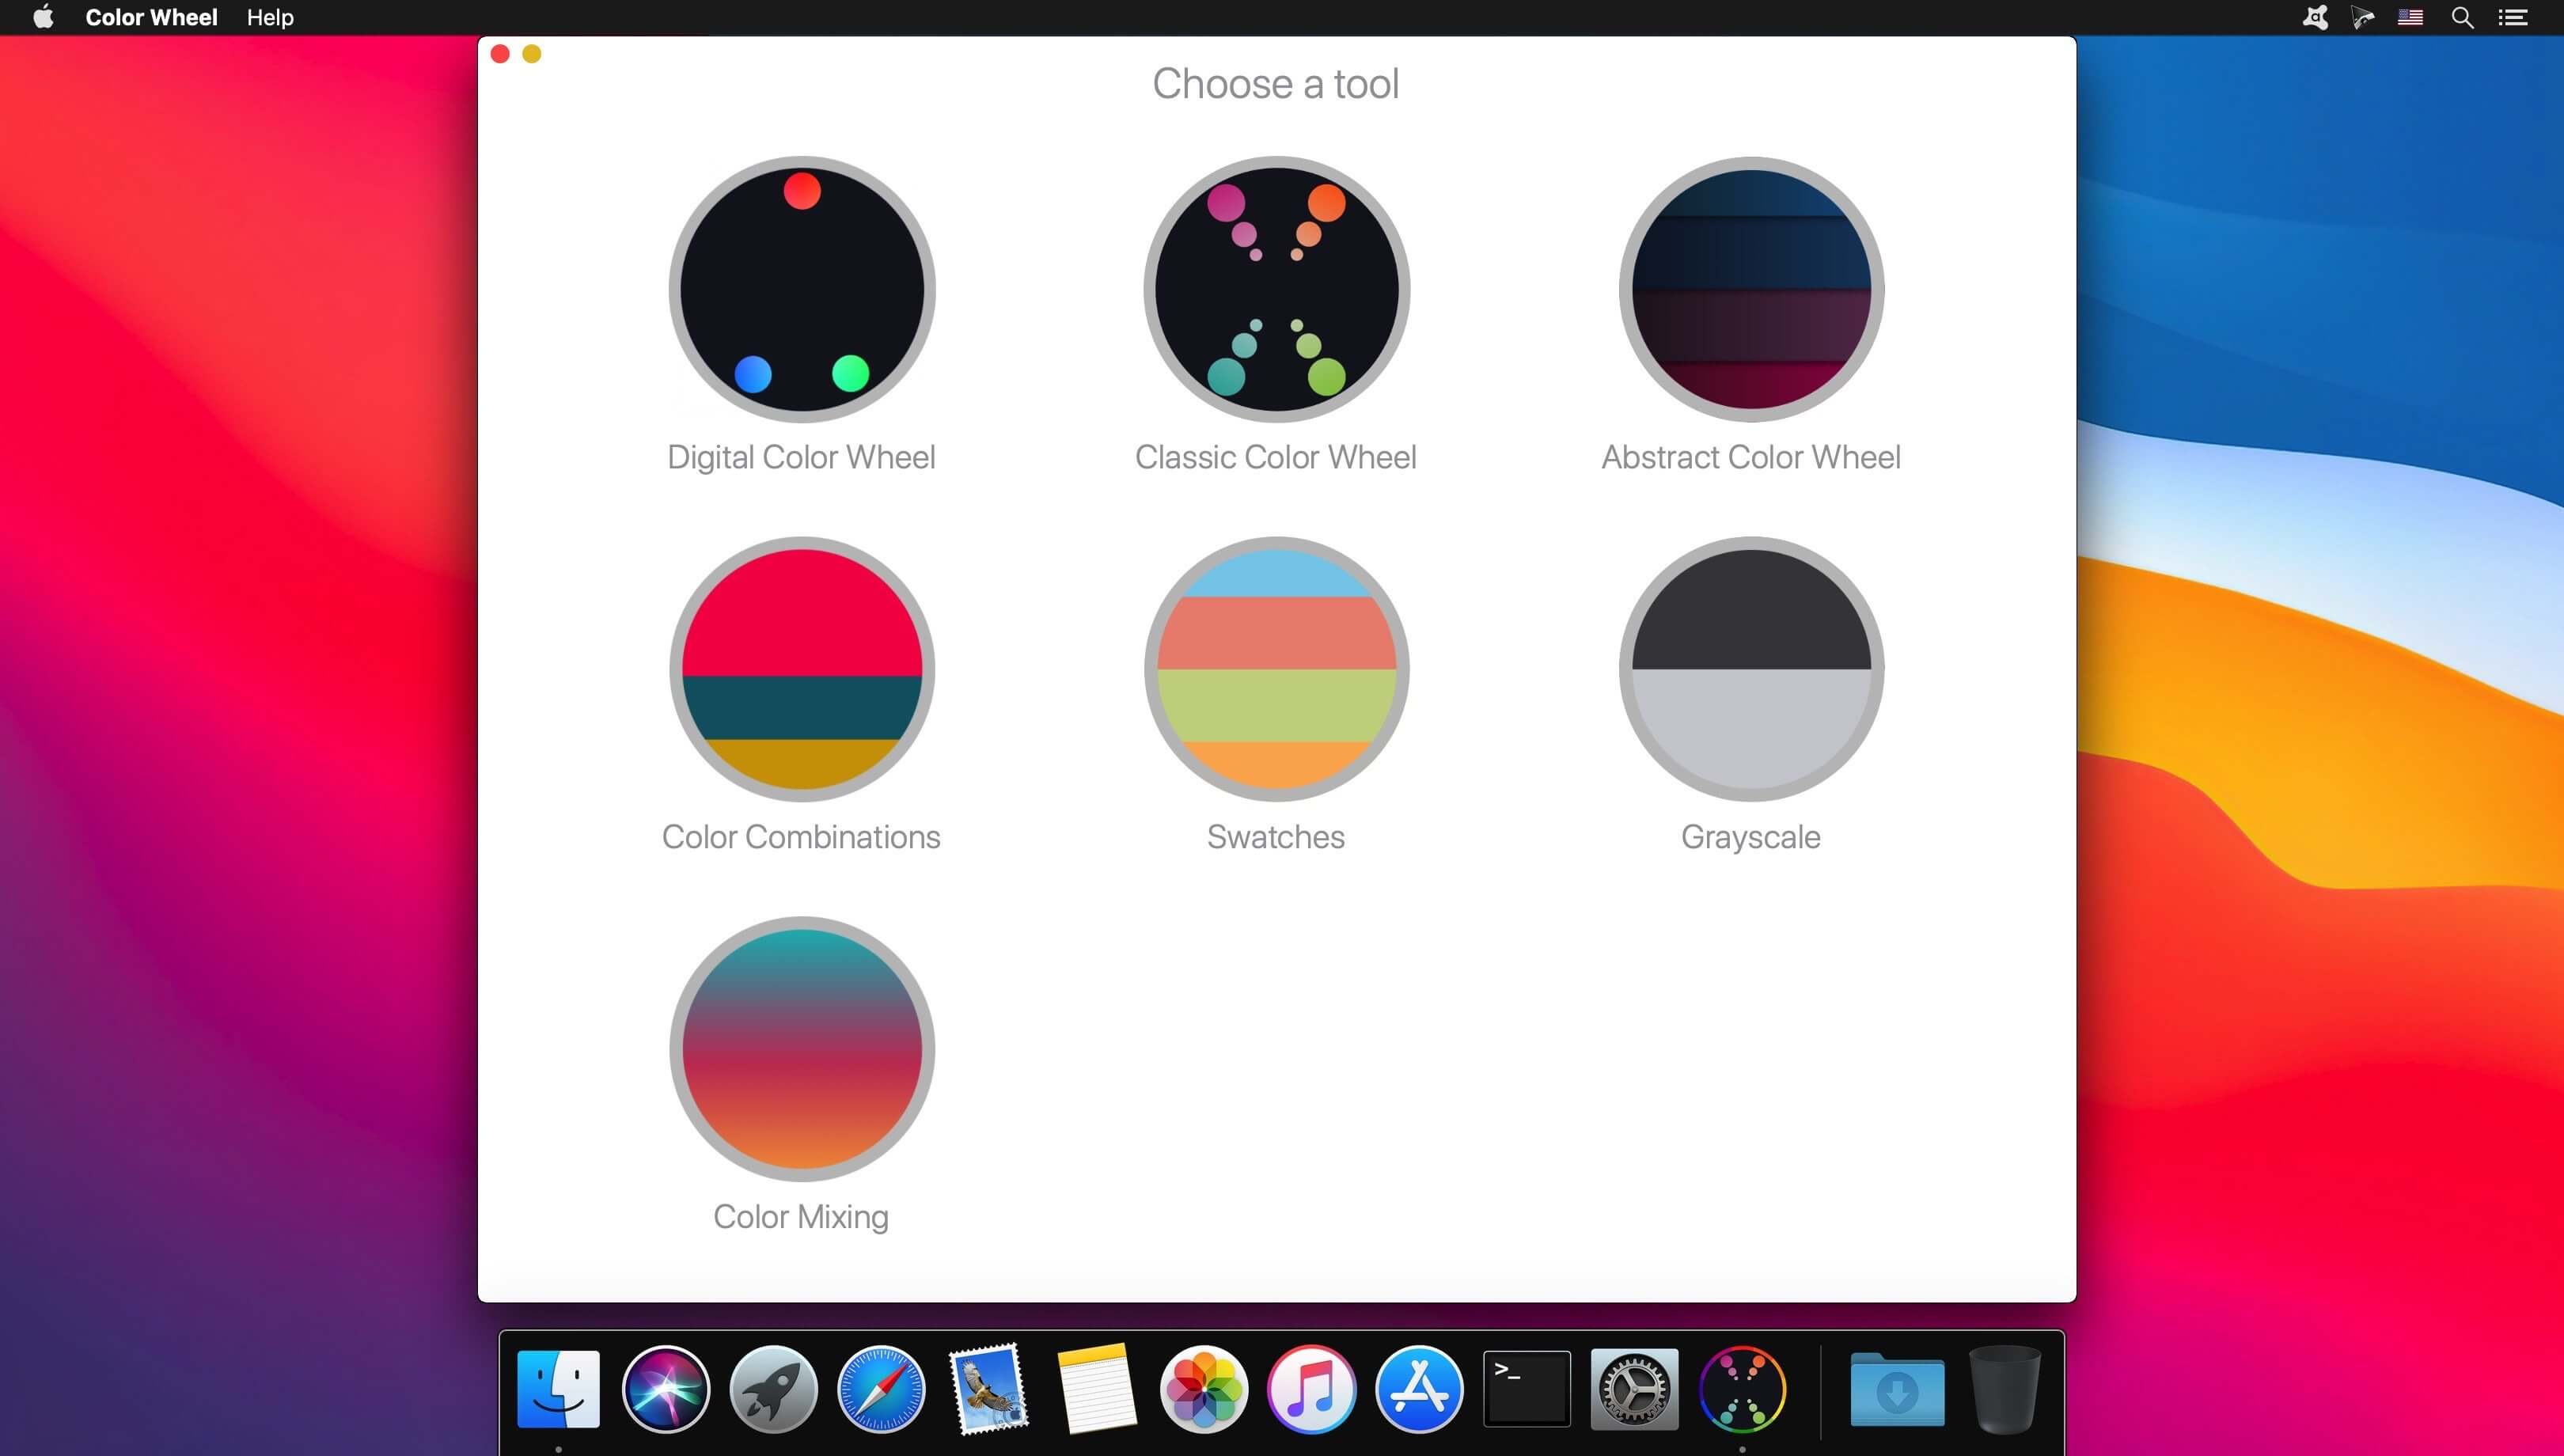 Color Wheel Help
Choose a tool
Digital Color Wheel
Classic Color Wheel
Abstract Color Wheel
Color Combinations
Swatches
Grayscale
Color Mixing
>_